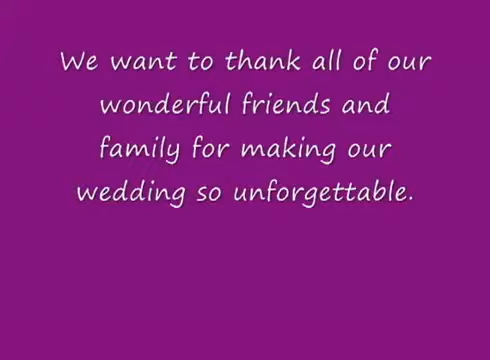 We want to thank all of our
wonderful friends and
family for making our
wedding so unforgettable.